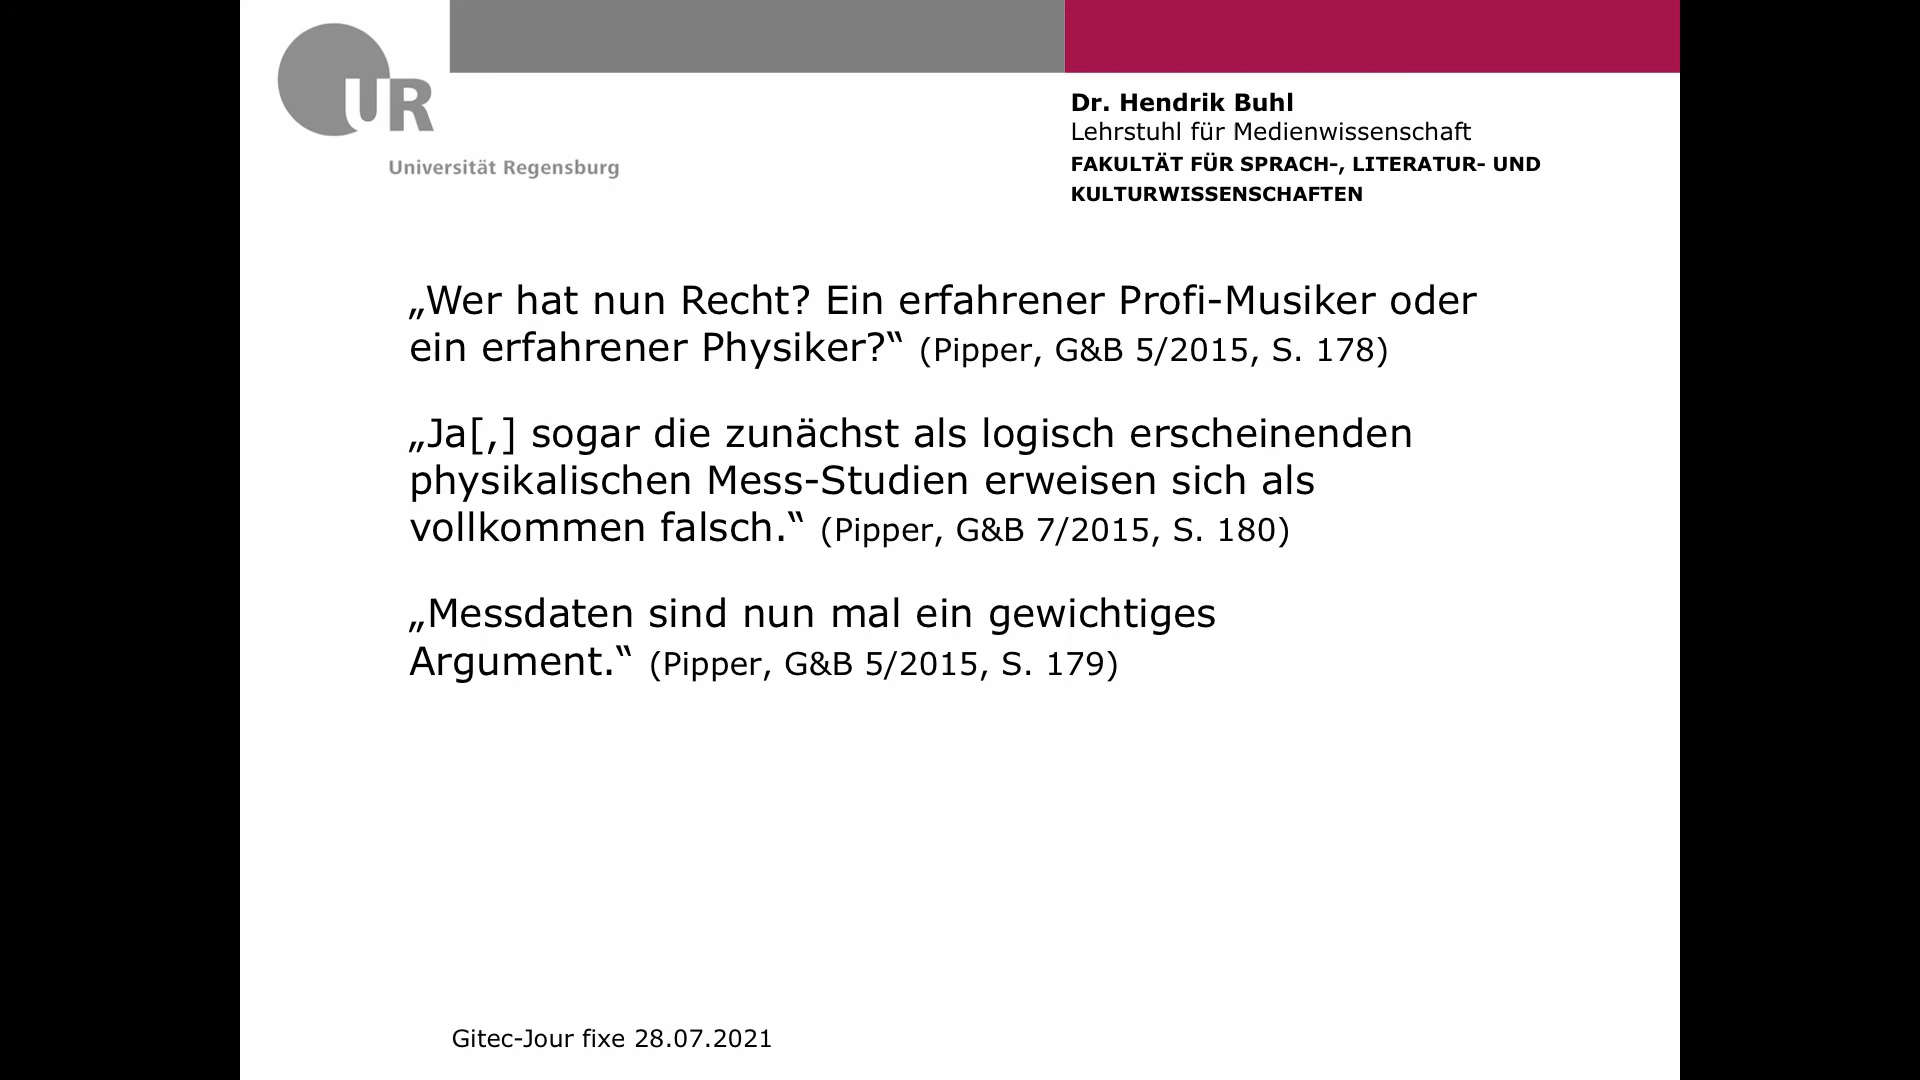 UR
Universität Regensburg
Dr. Hendrik Buhl
Lehrstuhl für Medienwissenschaft
FAKULTÄT FÜR SPRACH-, LITERATUR- UND
KULTURWISSENSCHAFTEN
„Wer hat nun Recht? Ein erfahrener Profi-Musiker oder
ein erfahrener Physiker?“ (Pipper, G&B 5/2015, S. 178)
„Ja[,] sogar die zunächst als logisch erscheinenden
physikalischen Mess-Studien erweisen sich als
vollkommen falsch.“ (Pipper, G&B 7/2015, S. 180)
„Messdaten sind nun mal ein gewichtiges
Argument.“ (Pipper, G&B 5/2015, S. 179)
Gitec-Jour fixe 28.07.2021